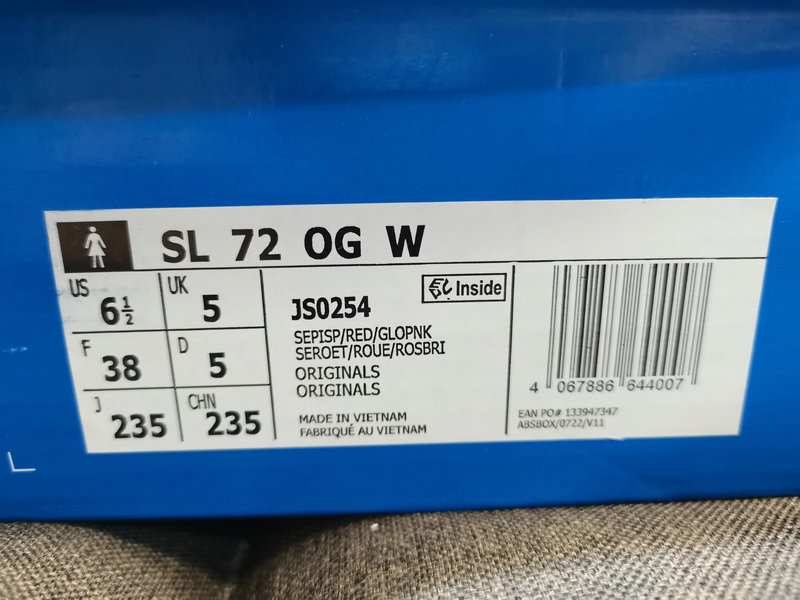 SL 72 OG W
US 6½ UK 5
F 38 D 5
J 235 CHN 235
JS0254
Inside
SEPISP/RED/GLOPNK
SEROET/ROUE/ROSBRI
ORIGINALS
ORIGINALS
MADE IN VIETNAM
FABRIQUÉ AU VIETNAM
4 067886 644007
EAN PO# 133947347
ABSBOX/0722/V11
L